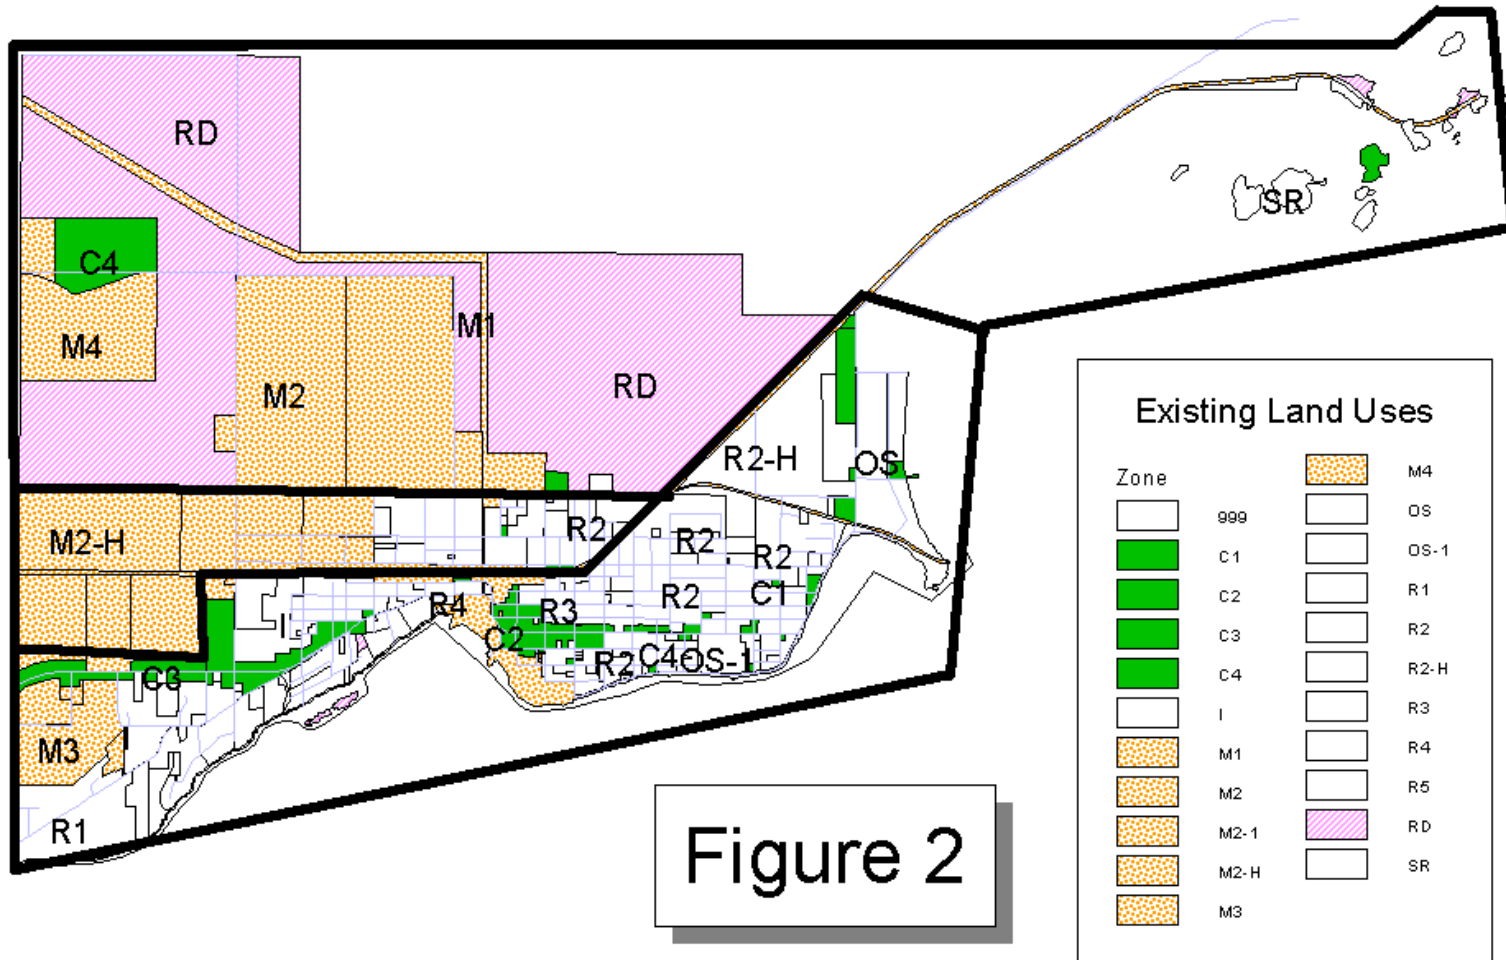 RD
C4
M4
M2
M1
RD
SR
R2-H
OS
M2-H
R2
R2
R2
R4
R3
R2
C1
C2
R2
C4
OS-1
C3
M3
R1
Figure 2
Existing Land Uses
Zone
999
C1
C2
C3
C4
I
M1
M2
M2-1
M2-H
M3
M4
OS
OS-1
R1
R2
R2-H
R3
R4
R5
RD
SR